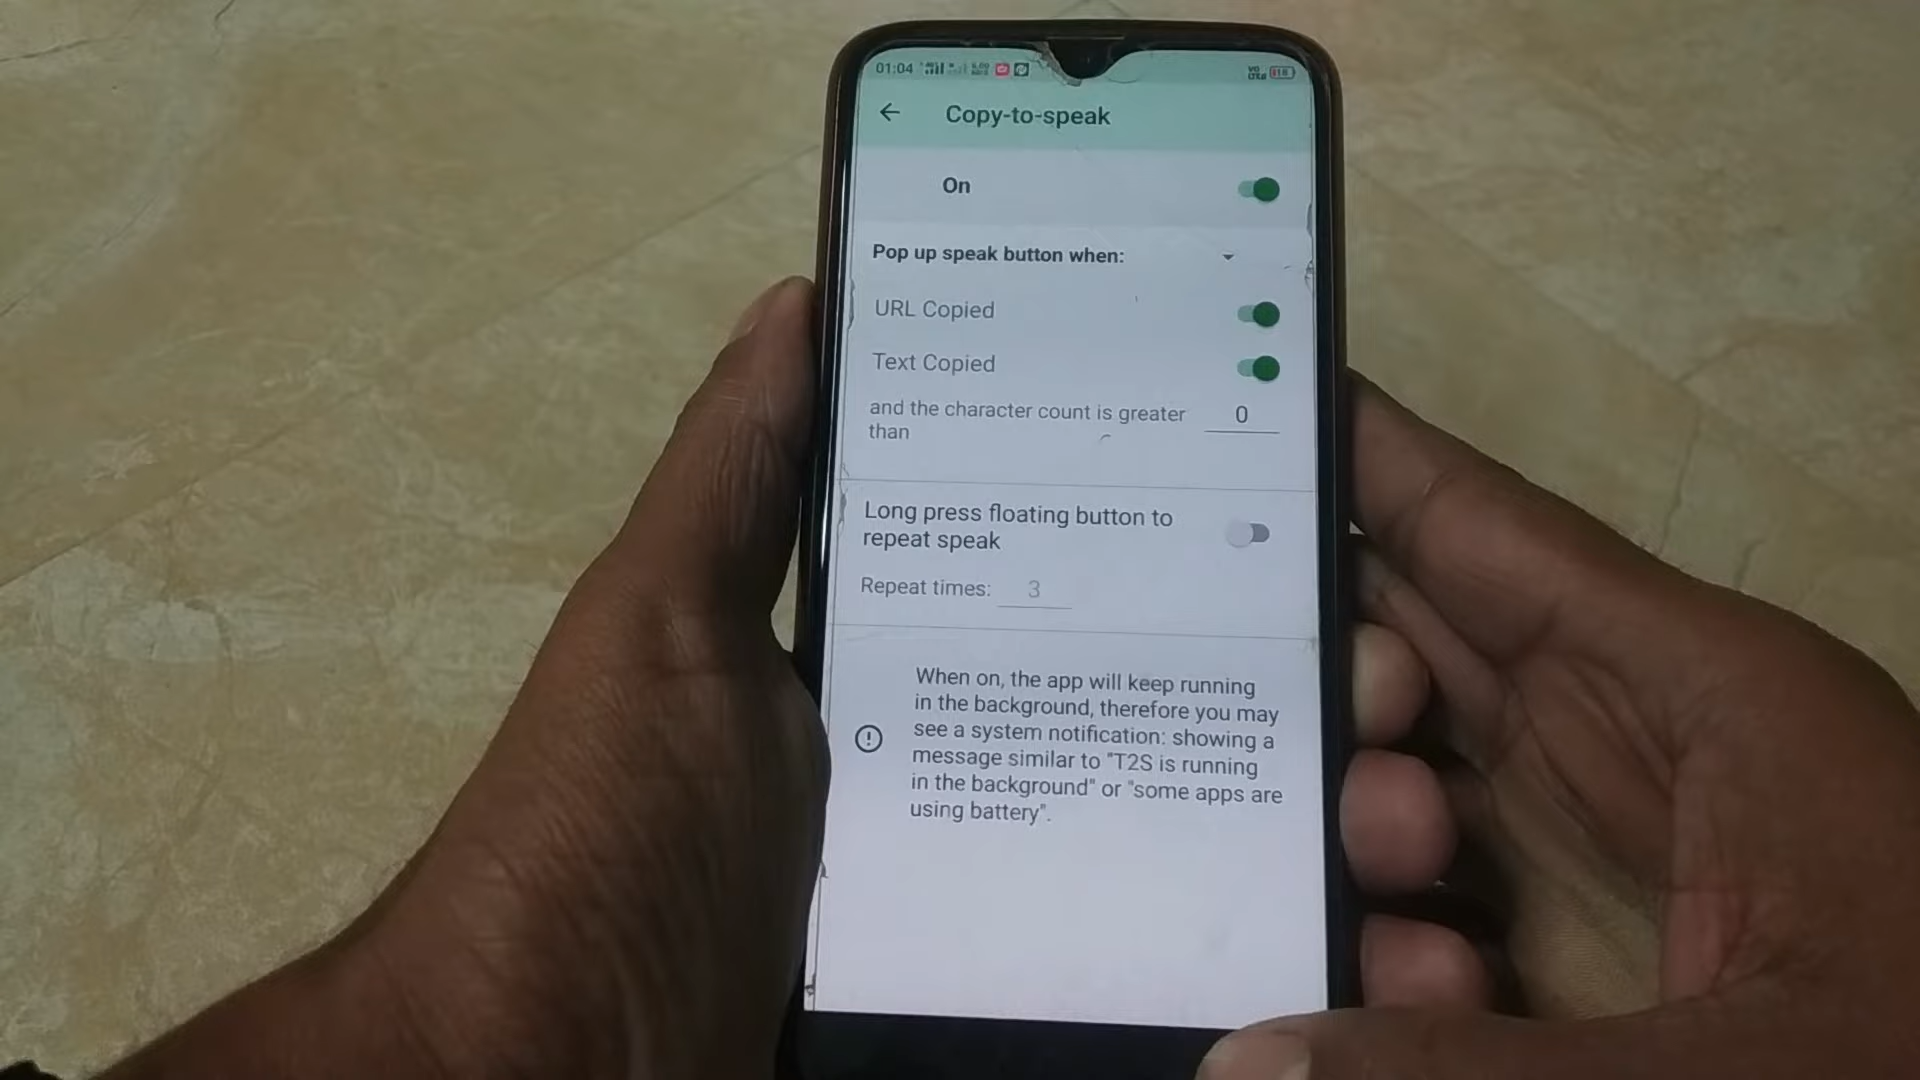 01:04
Copy-to-speak
On
Pop up speak button when:
URL Copied
Text Copied
and the character count is greater
than
0
Long press floating button to
repeat speak
Repeat times: 3
When on, the app will keep running
in the background, therefore you may
see a system notification: showing a
message similar to "T2S is running
in the background" or "some apps are
using battery".